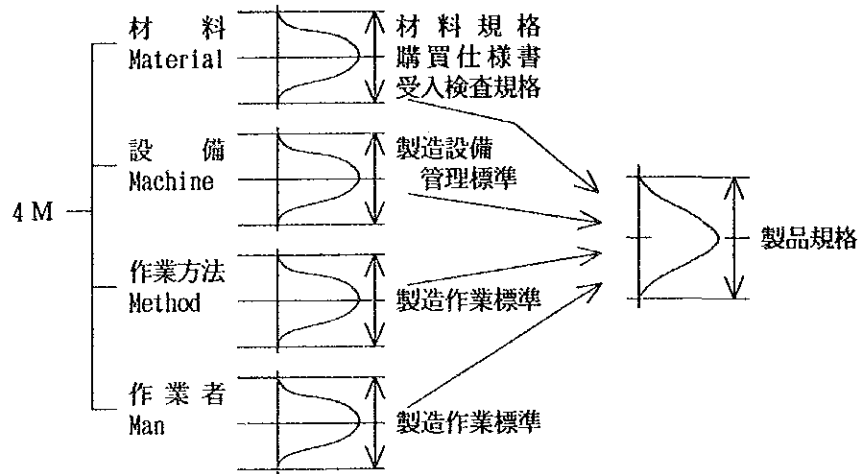 4M
材料
Material
材料規格
購買仕様書
受入検査規格
設備
Machine
製造設備
管理標準
作業方法
Method
製造作業標準
作業者
Man
製造作業標準
製品規格